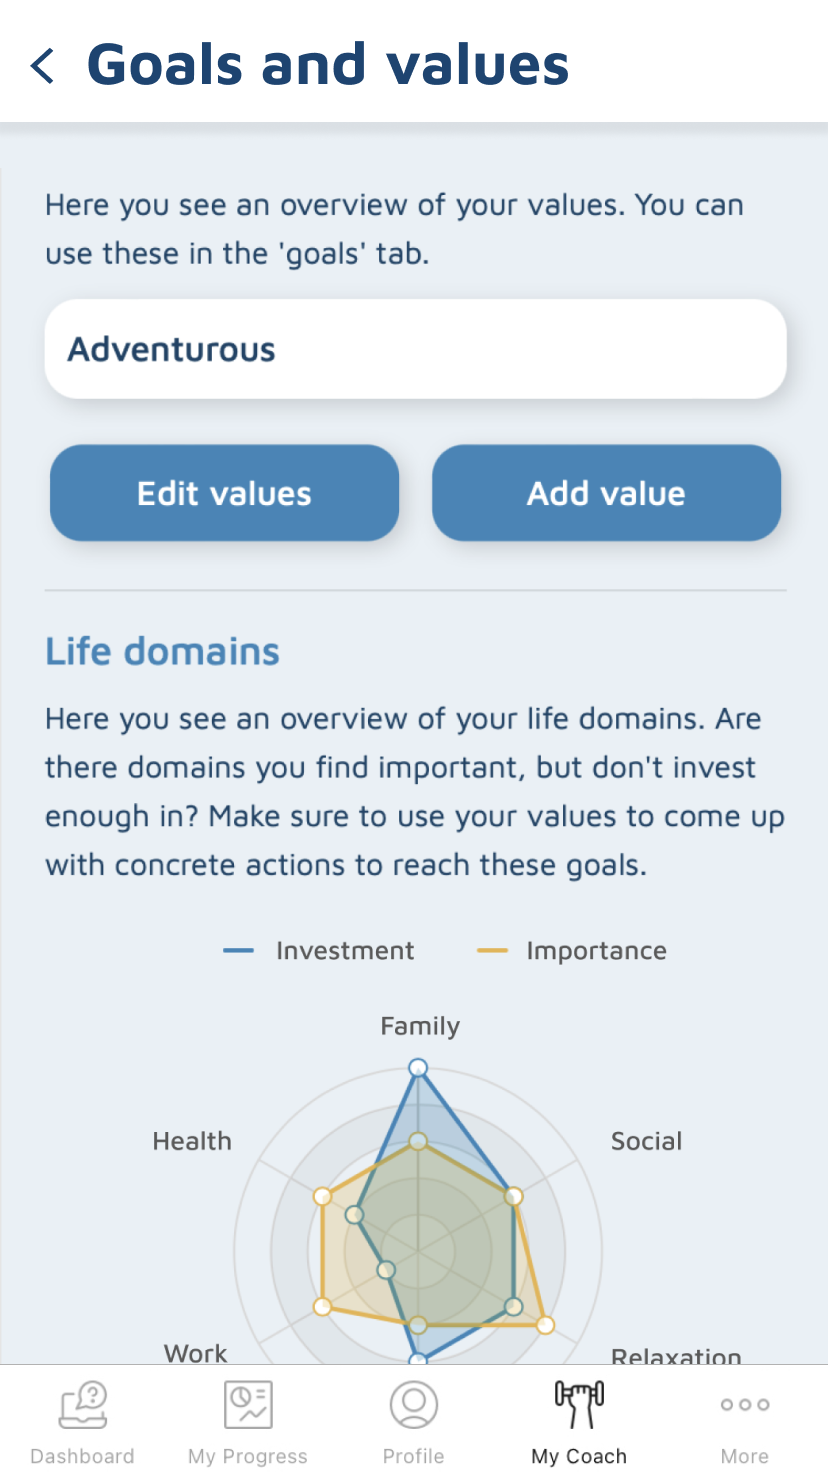 Goals and values
Here you see an overview of your values. You can
use these in the 'goals' tab.
Adventurous
Edit values
Add value
Life domains
Here you see an overview of your life domains. Are
there domains you find important, but don't invest
enough in? Make sure to use your values to come up
with concrete actions to reach these goals.
Investment
Importance
Family
Health
Social
Work
Relaxation
Dashboard
My Progress
Profile
My Coach
More